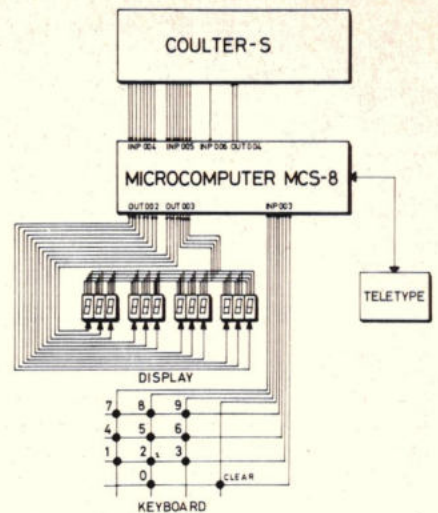 COULTER-S
INP 004 INP 005 INP 006 OUT 004
MICROCOMPUTER MCS-8
OUT 002 OUT 003 INP 003
TELETYPE
DISPLAY
7 8 9
4 5 6
1 2 3
0 CLEAR
KEYBOARD